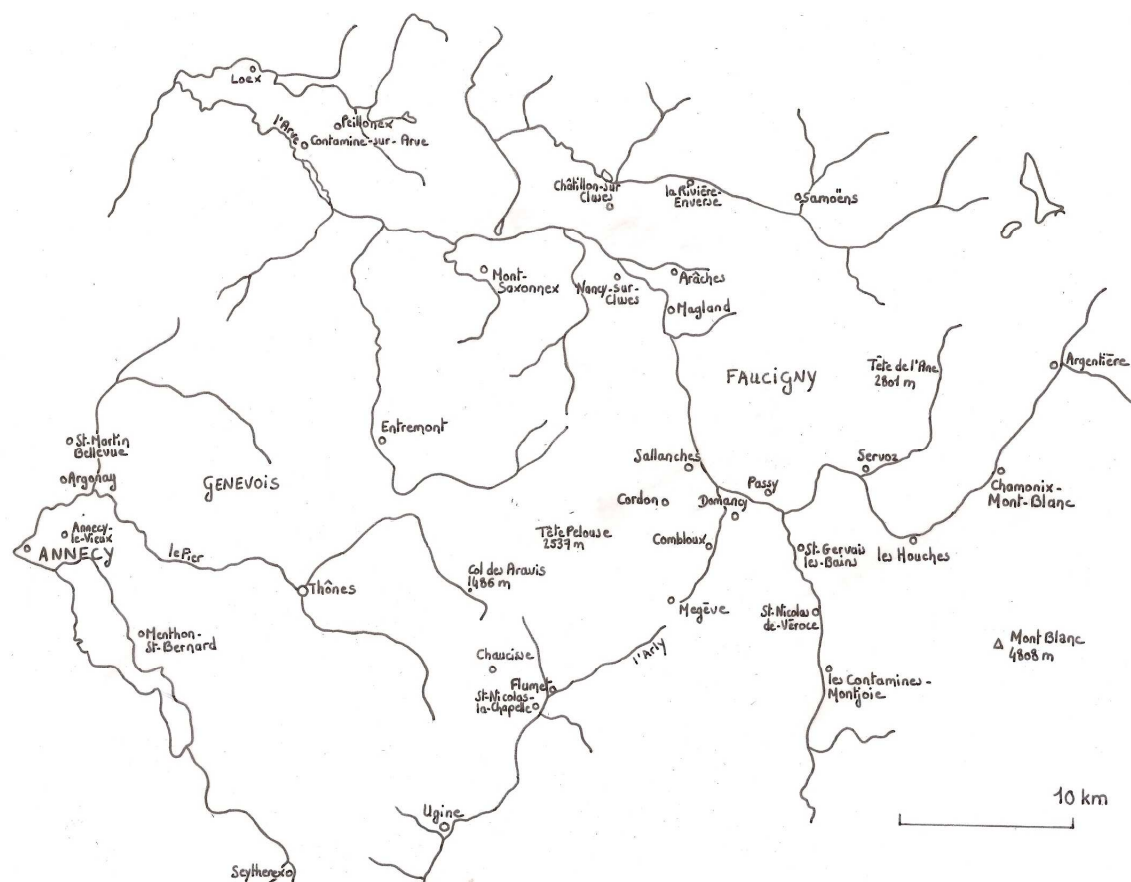 Loëx
Peillonex
l'Arve
Contamine-sur-Arve
Châtillon-sur
Cluses
la Rivière-
Enverse
Samoëns
Mont-
Saxonnex
Nancy-sur-
Cluses
Arâches
Magland
FAUCIGNY
Tête de l'Ane
2801 m
Argentière
Entremont
St-Martin
Bellevue
Argonay
GENEVOIS
Sallanches
Servoz
Passy
Chamonix-
Mont-Blanc
Cordon
Domancy
Annecy-
le-Vieux
ANNECY
le Fier
Tête Pelouse
2537 m
Combloux
St-Gervais
les-Bains
les Houches
Col des Aravis
1486 m
Thônes
Megève
St-Nicolas
de-Véroce
Menthon-
St-Bernard
l'Arly
Mont Blanc
4808 m
Chaucisse
Flumet
St-Nicolas-
la-Chapelle
les Contamines-
Montjoie
10 km
Ugine
Seythenex